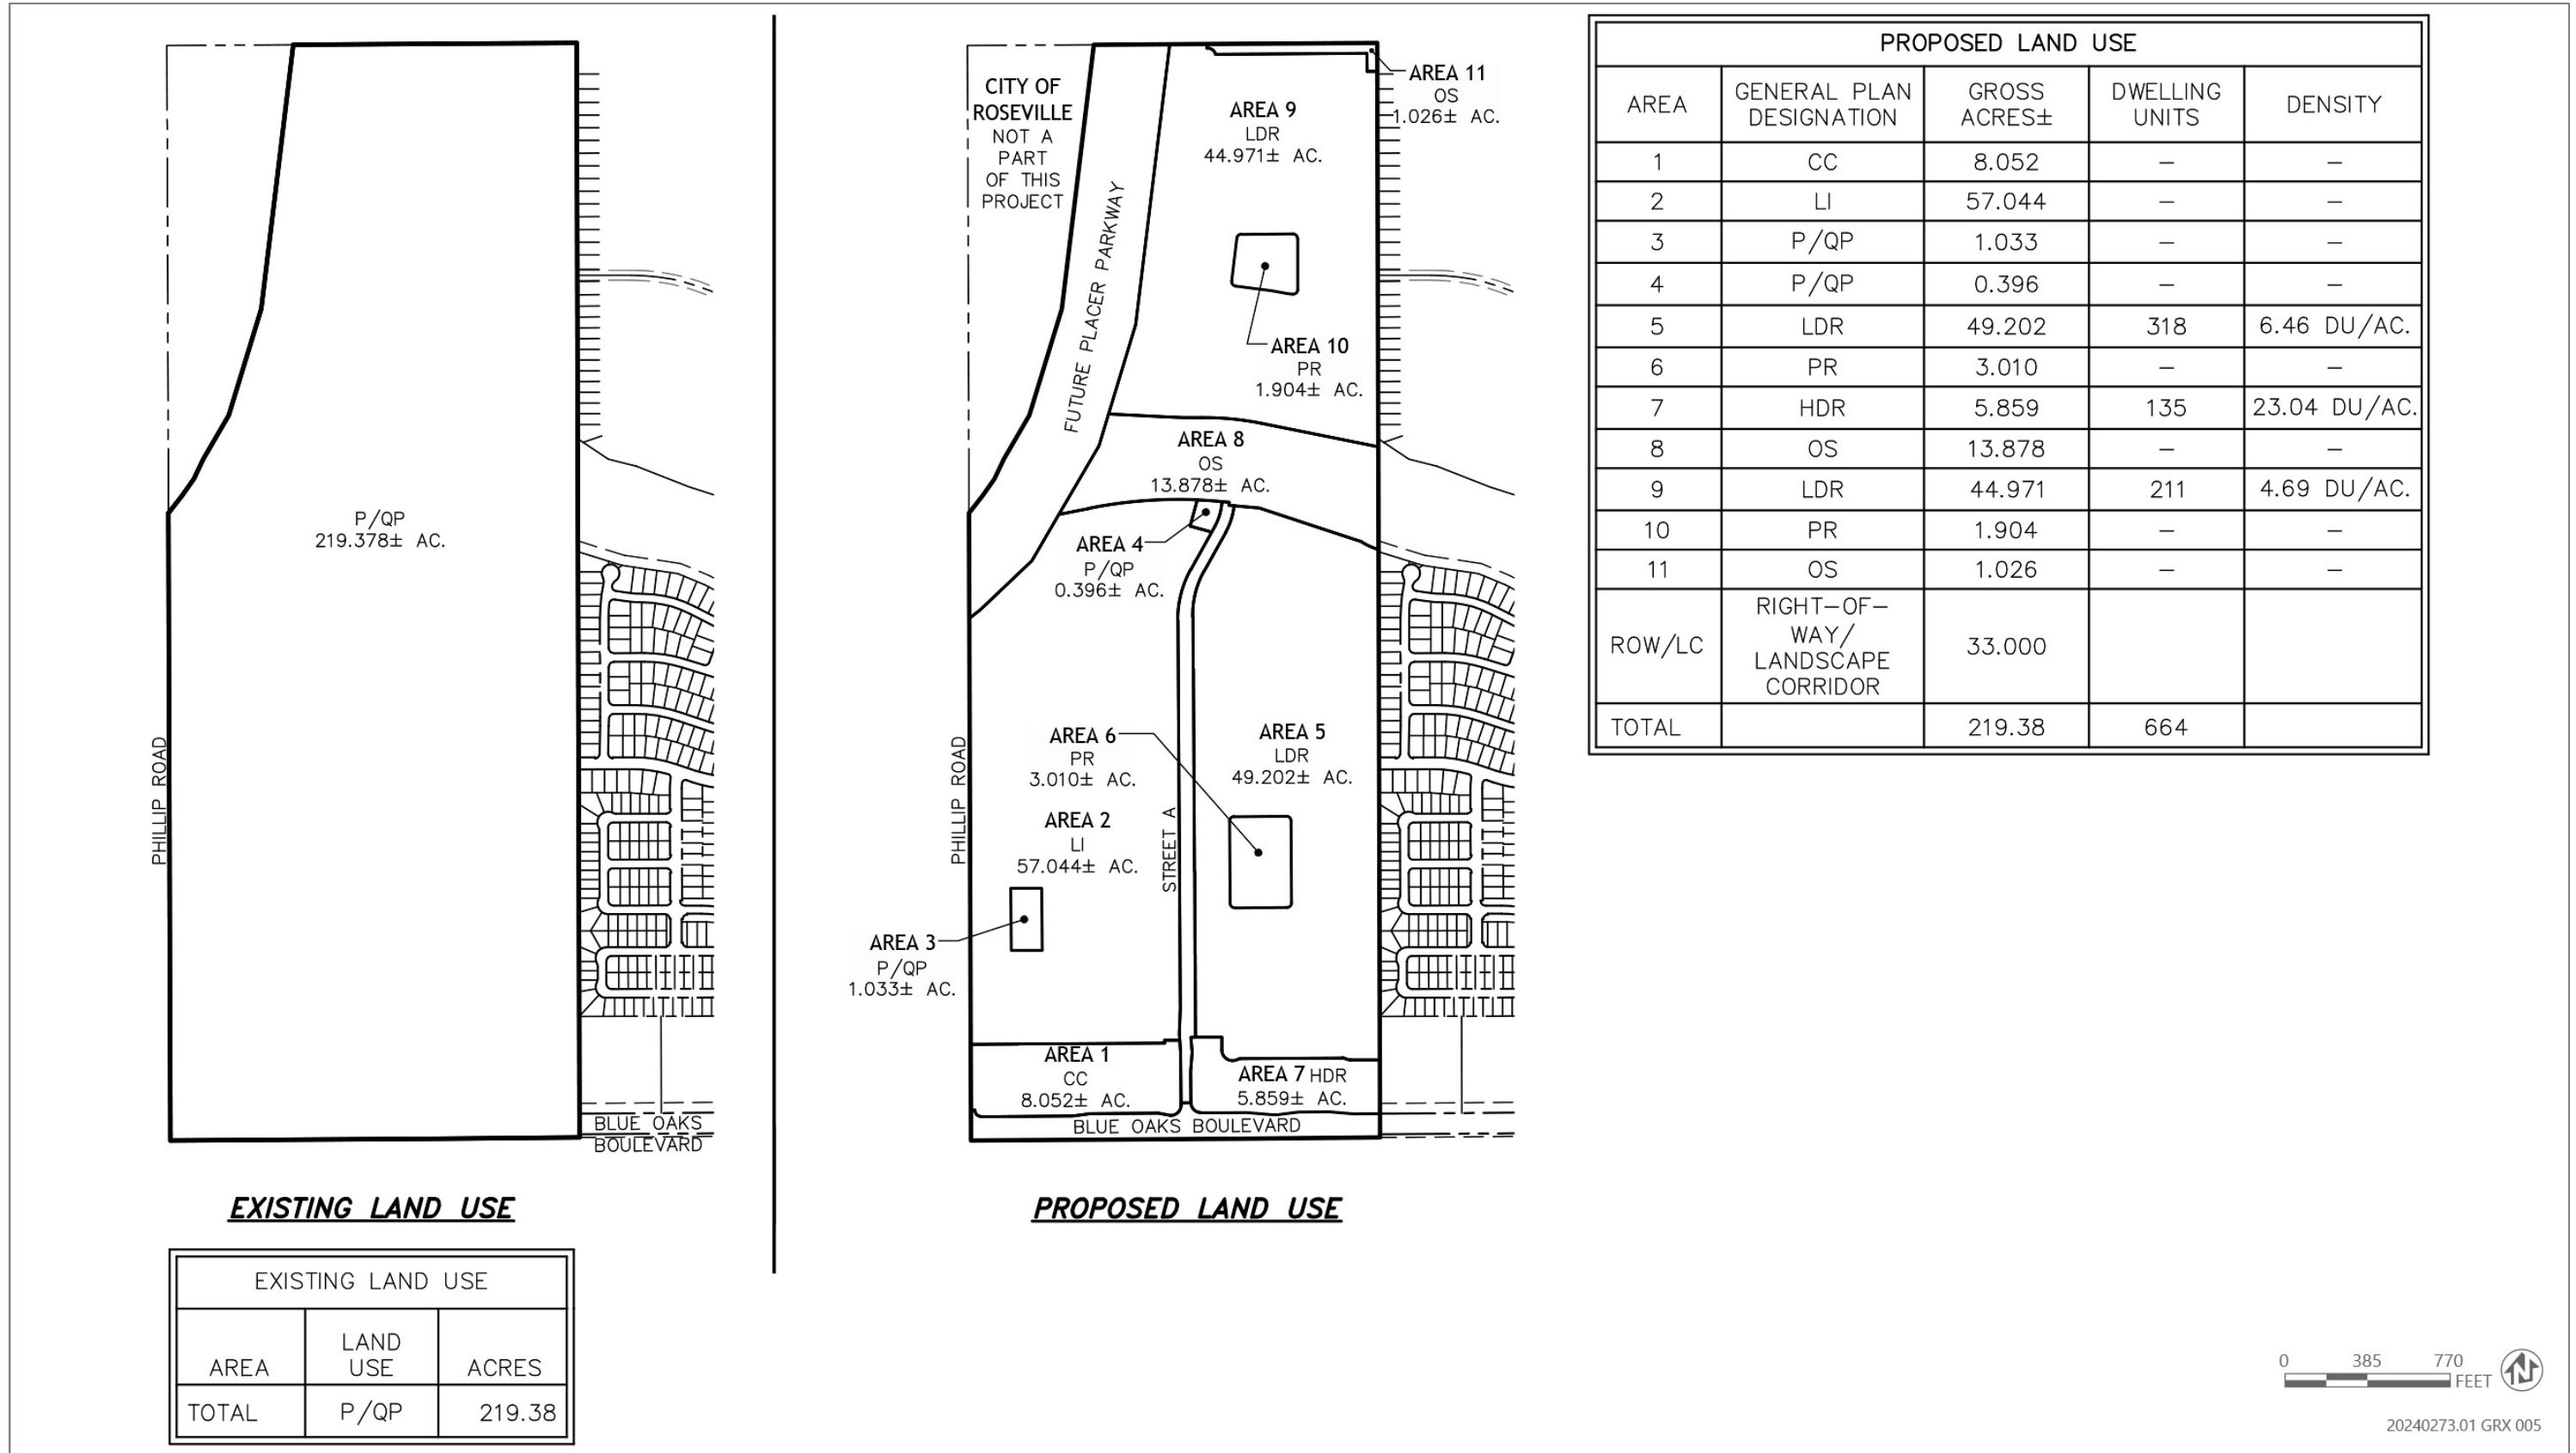 P/QP
219.378± AC.
PHILLIP ROAD
BLUE OAKS
BOULEVARD
EXISTING LAND USE
EXISTING LAND USE
AREA
LAND
USE
ACRES
TOTAL P/QP 219.38
CITY OF
ROSEVILLE
NOT A
PART
OF THIS
PROJECT
FUTURE PLACER PARKWAY
AREA 9
LDR
44.971± AC.
AREA 11
OS
1.026± AC.
AREA 10
PR
1.904± AC.
AREA 8
OS
13.878± AC.
AREA 4
P/QP
0.396± AC.
AREA 6
PR
3.010± AC.
AREA 5
LDR
49.202± AC.
AREA 2
LI
57.044± AC.
STREET A
PHILLIP ROAD
AREA 3
P/QP
1.033± AC.
AREA 1
CC
8.052± AC.
AREA 7 HDR
5.859± AC.
BLUE OAKS BOULEVARD
PROPOSED LAND USE
PROPOSED LAND USE
AREA
GENERAL PLAN
DESIGNATION
GROSS
ACRES±
DWELLING
UNITS
DENSITY
1 CC 8.052 — —
2 LI 57.044 — —
3 P/QP 1.033 — —
4 P/QP 0.396 — —
5 LDR 49.202 318 6.46 DU/AC.
6 PR 3.010 — —
7 HDR 5.859 135 23.04 DU/AC.
8 OS 13.878 — —
9 LDR 44.971 211 4.69 DU/AC.
10 PR 1.904 — —
11 OS 1.026 — —
ROW/LC
RIGHT-OF-
WAY/
LANDSCAPE
CORRIDOR
33.000
TOTAL 219.38 664
0 385 770
FEET
N
20240273.01 GRX 005